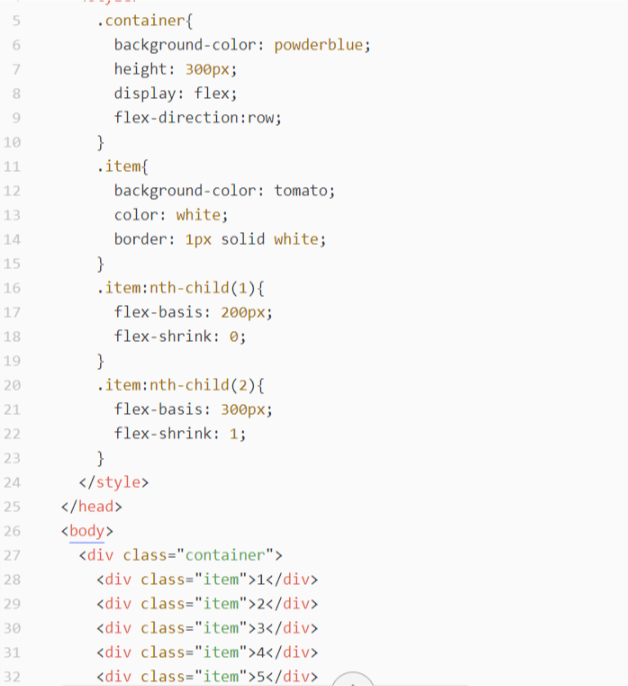 5 .container{
6 background-color: powderblue;
7 height: 300px;
8 display: flex;
9 flex-direction:row;
10 }
11 .item{
12 background-color: tomato;
13 color: white;
14 border: 1px solid white;
15 }
16 .item:nth-child(1){
17 flex-basis: 200px;
18 flex-shrink: 0;
19 }
20 .item:nth-child(2){
21 flex-basis: 300px;
22 flex-shrink: 1;
23 }
24 </style>
25 </head>
26 <body>
27 <div class="container">
28 <div class="item">1</div>
29 <div class="item">2</div>
30 <div class="item">3</div>
31 <div class="item">4</div>
32 <div class="item">5</div>